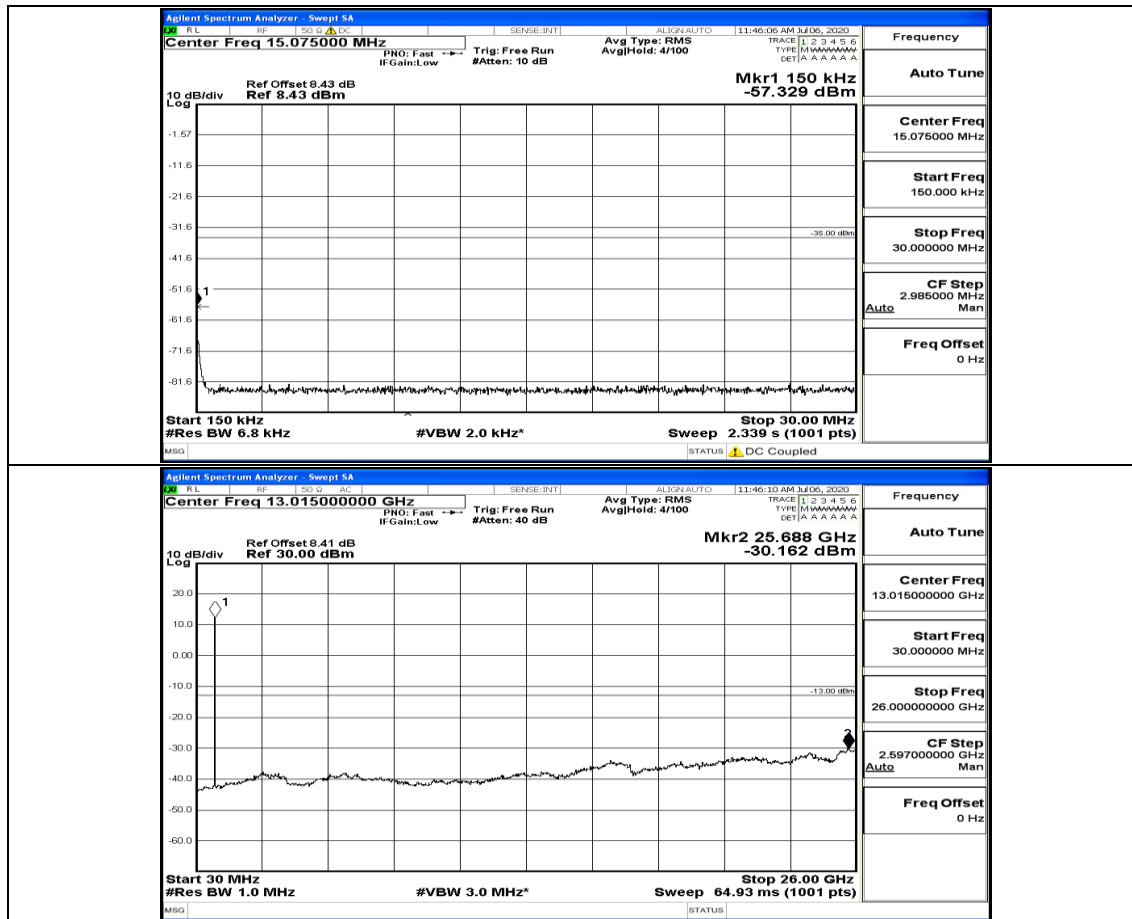 Agilent Spectrum Analyzer - Swept SA
LXI RL RF 50 Ω DC SENSE:INT ALIGN AUTO 11:46:06 AM Jul 06, 2020
Center Freq 15.075000 MHz
PNO: Fast Trig: Free Run Avg Type: RMS TRACE 1 2 3 4 5 6
IFGain:Low #Atten: 10 dB Avg|Hold: 4/100 TYPE M WWWWW
DET A A A A A A
Ref Offset 8.43 dB
10 dB/div Ref 8.43 dBm
Log
Mkr1 150 kHz
-57.329 dBm
-1.57
-11.6
-21.6
-31.6
-35.00 dBm
-41.6
-51.6
1
-61.6
-71.6
-81.6
Start 150 kHz Stop 30.00 MHz
#Res BW 6.8 kHz #VBW 2.0 kHz* Sweep 2.339 s (1001 pts)
MSG STATUS DC Coupled
Frequency
Auto Tune
Center Freq
15.075000 MHz
Start Freq
150.000 kHz
Stop Freq
30.000000 MHz
CF Step
2.985000 MHz
Auto Man
Freq Offset
0 Hz
Agilent Spectrum Analyzer - Swept SA
LXI RL RF 50 Ω AC SENSE:INT ALIGN AUTO 11:46:10 AM Jul 06, 2020
Center Freq 13.015000000 GHz
PNO: Fast Trig: Free Run Avg Type: RMS TRACE 1 2 3 4 5 6
IFGain:Low #Atten: 40 dB Avg|Hold: 4/100 TYPE M WWWWW
DET A A A A A A
Ref Offset 8.41 dB
10 dB/div Ref 30.00 dBm
Log
Mkr2 25.688 GHz
-30.162 dBm
20.0
1
10.0
0.00
-10.0
-13.00 dBm
-20.0
2
-30.0
-40.0
-50.0
-60.0
Start 30 MHz Stop 26.00 GHz
#Res BW 1.0 MHz #VBW 3.0 MHz* Sweep 64.93 ms (1001 pts)
MSG STATUS
Frequency
Auto Tune
Center Freq
13.015000000 GHz
Start Freq
30.000000 MHz
Stop Freq
26.000000000 GHz
CF Step
2.597000000 GHz
Auto Man
Freq Offset
0 Hz